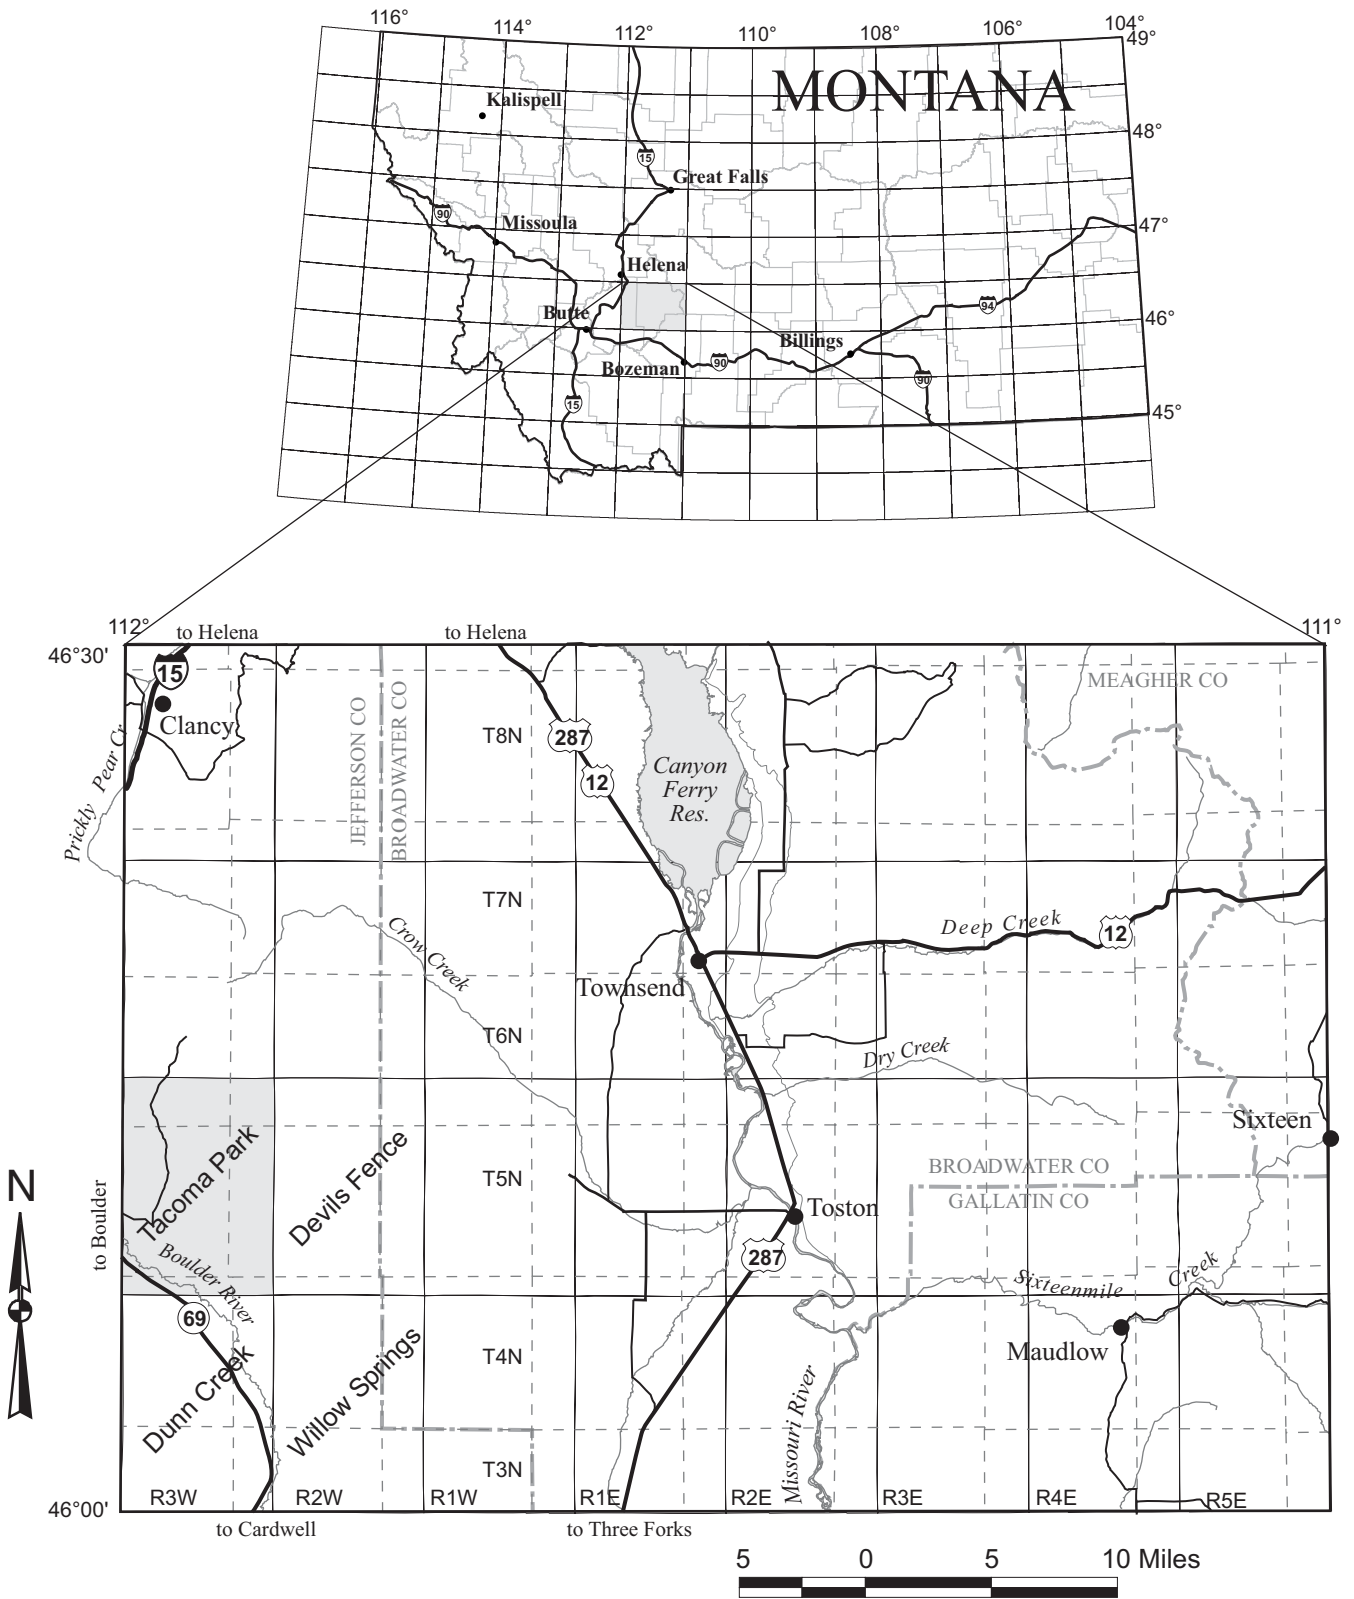 116°
114°
112°
110°
108°
106°
104°
49°
MONTANA
Kalispell
48°
15
Great Falls
90
Missoula
47°
Helena
94
Butte
46°
Billings
90
Bozeman
90
15
45°
112°
to Helena
to Helena
111°
46°30'
15
MEAGHER CO
Clancy
JEFFERSON CO
BROADWATER CO
T8N
287
12
Canyon
Ferry
Res.
Prickly Pear Cr
T7N
Crow Creek
Deep Creek
12
Townsend
T6N
Dry Creek
Sixteen
Tacoma Park
Devils Fence
N
BROADWATER CO
T5N
to Boulder
GALLATIN CO
Toston
Boulder River
287
Sixteenmile Creek
69
Maudlow
T4N
Dunn Creek
Willow Springs
Missouri River
T3N
R3W
R2W
R1W
R1E
R2E
R3E
R4E
R5E
46°00'
to Cardwell
to Three Forks
5
0
5
10 Miles